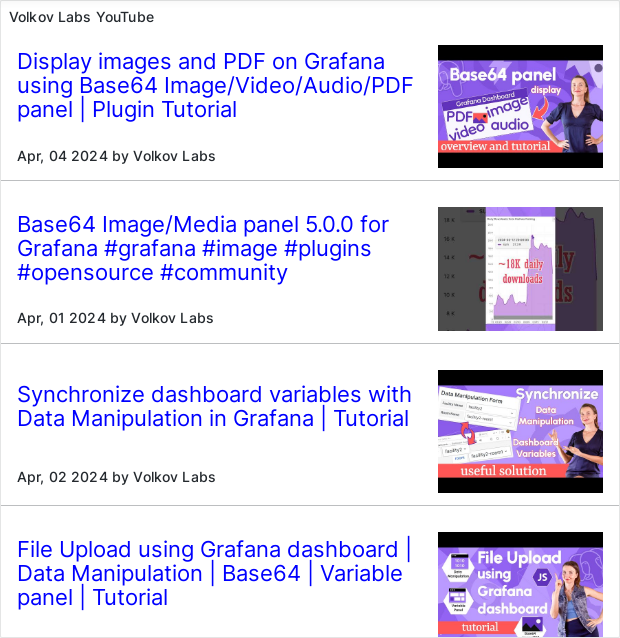 Volkov Labs YouTube
Display images and PDF on Grafana
using Base64 Image/Video/Audio/PDF
panel | Plugin Tutorial
Apr, 04 2024 by Volkov Labs
Base64 panel
display
Grafana Dashboard
PDF image
video audio
overview and tutorial
Base64 Image/Media panel 5.0.0 for
Grafana #grafana #image #plugins
#opensource #community
Apr, 01 2024 by Volkov Labs
~18K daily
downloads
Synchronize dashboard variables with
Data Manipulation in Grafana | Tutorial
Apr, 02 2024 by Volkov Labs
Data Manipulation Form
Synchronize
Data
Manipulation
Dashboard
Variables
useful solution
File Upload using Grafana dashboard |
Data Manipulation | Base64 | Variable
panel | Tutorial
File Upload
using
Grafana
dashboard
JS
tutorial